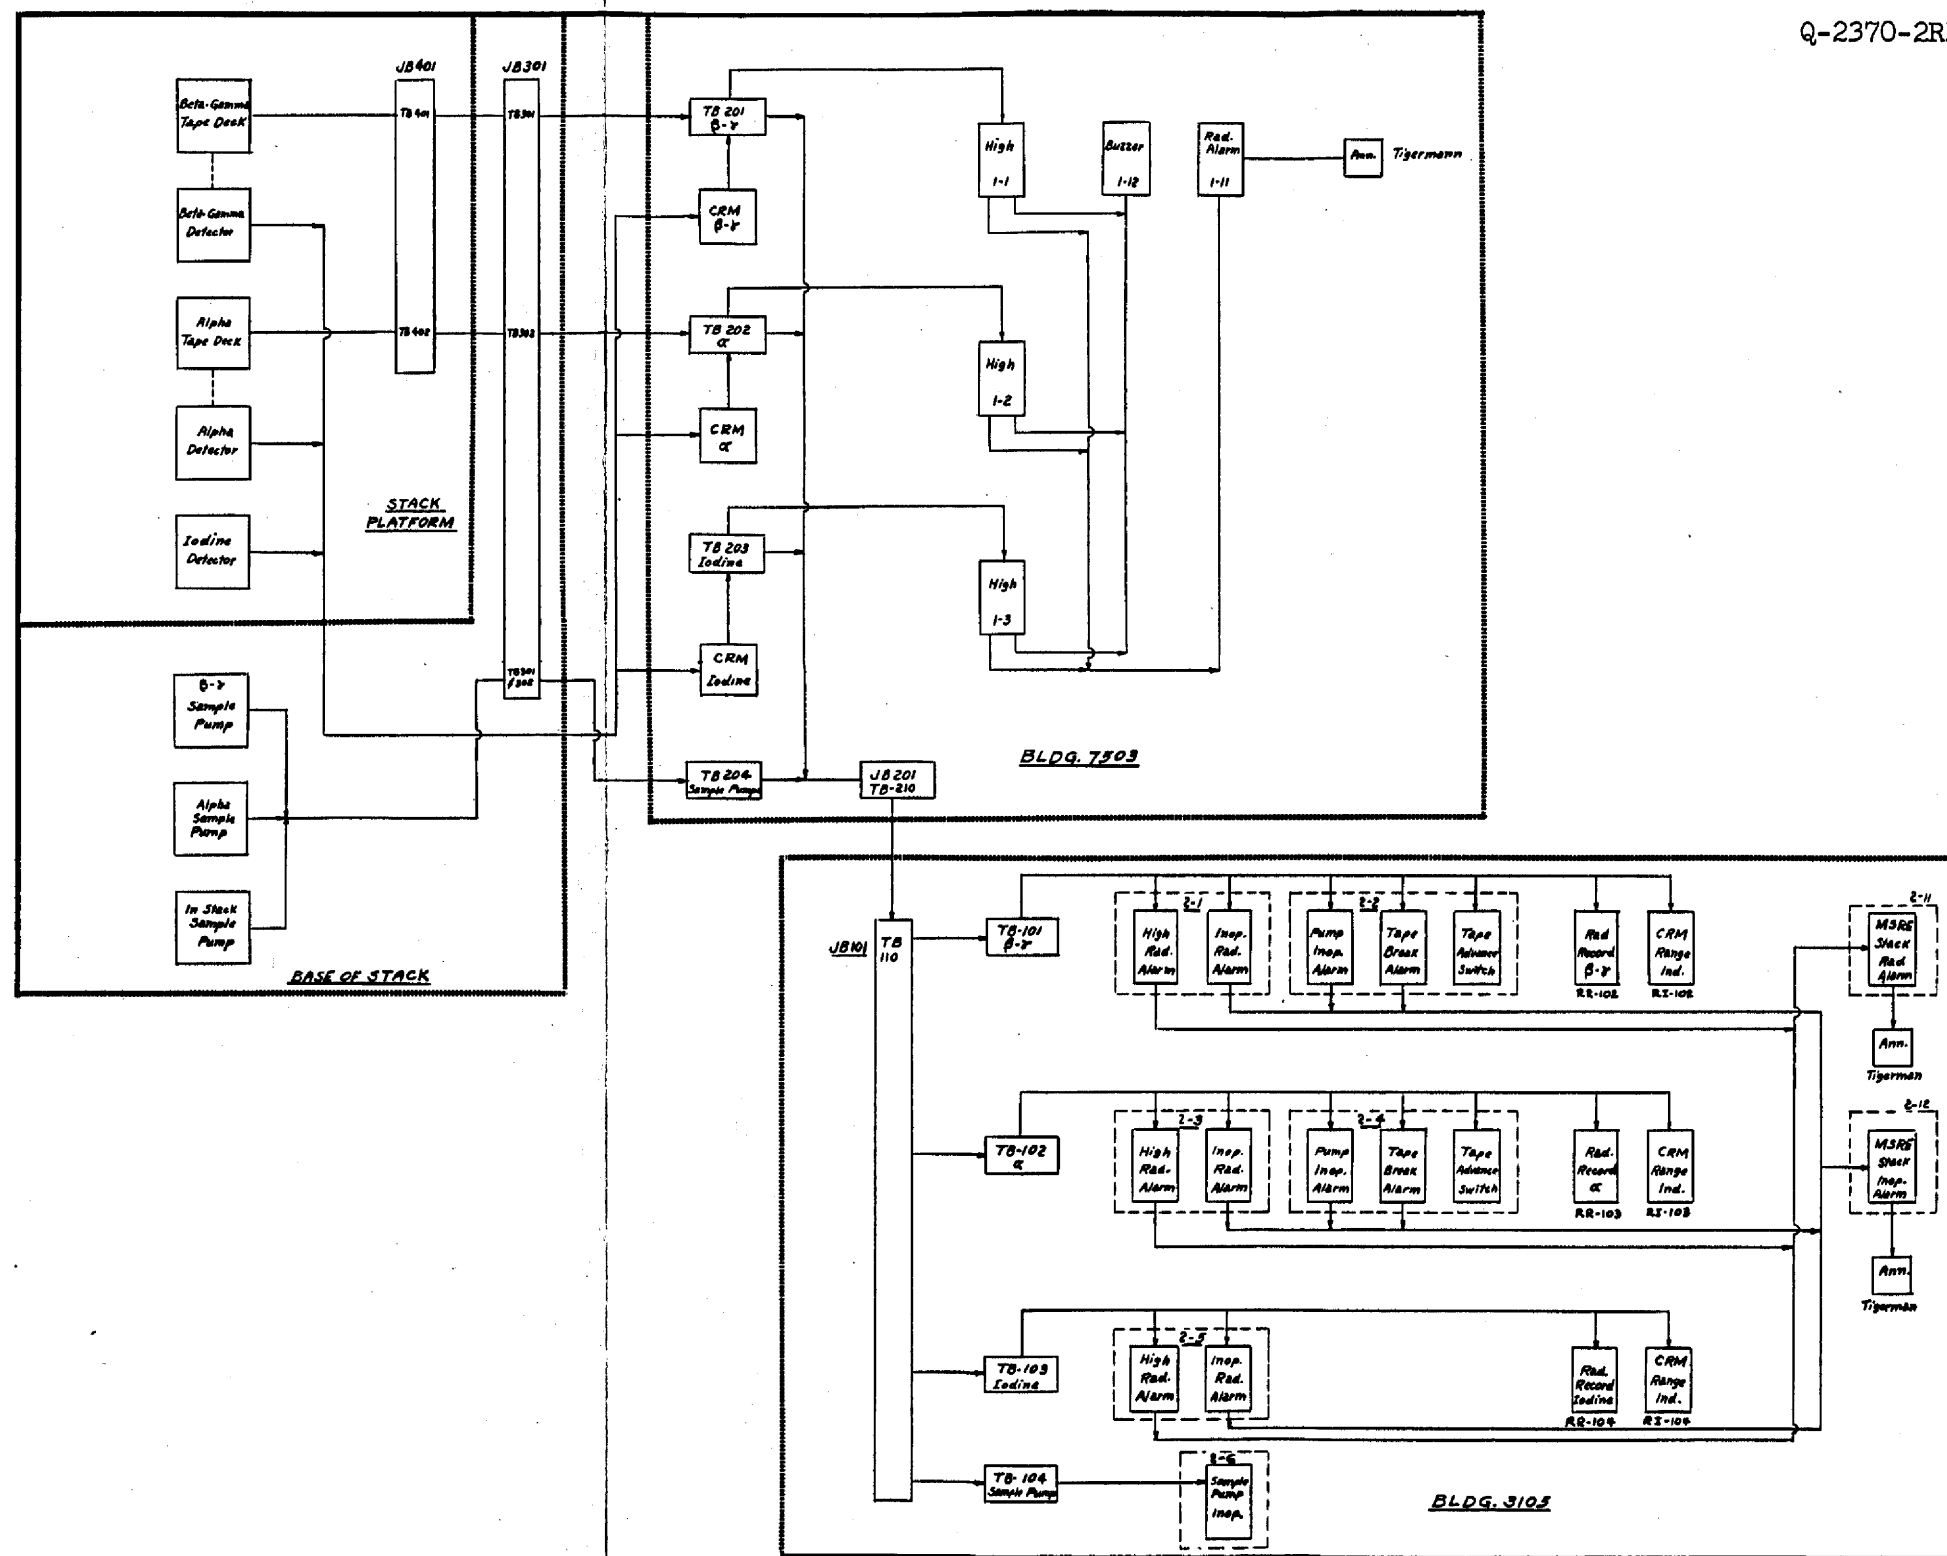 Q-2370-2R
JB401
JB301
Beta-Gamma
Tape Deck
TB401
TB301
TB 201
β-γ
High
1-1
Buzzer
1-12
Rad.
Alarm
1-11
Ann.
Tigermann
Beta-Gamma
Detector
CRM
β-γ
Alpha
Tape Deck
TB402
TB302
TB 202
α
High
1-2
Alpha
Detector
CRM
α
STACK
PLATFORM
Iodine
Detector
TB 203
Iodine
High
1-3
CRM
Iodine
TB301
β-γ
Sample
Pump
TB 204
Sample Pumps
JB201
TB-210
BLDG. 7503
Alpha
Sample
Pump
In Stack
Sample
Pump
BASE OF STACK
JB101
TB
110
TB-101
β-γ
2-1
High
Rad.
Alarm
Inop.
Rad.
Alarm
2-2
Pump
Inop.
Alarm
Tape
Break
Alarm
Tape
Advance
Switch
Rad
Record
β-γ
RR-102
CRM
Range
Ind.
RI-102
2-11
MSRE
Stack
Rad
Alarm
Ann.
Tigerman
TB-102
α
2-3
High
Rad.
Alarm
Inop.
Rad.
Alarm
2-4
Pump
Inop.
Alarm
Tape
Break
Alarm
Tape
Advance
Switch
Rad.
Record
α
RR-103
CRM
Range
Ind.
RI-103
2-12
MSRE
Stack
Inop.
Alarm
Ann.
Tigerman
TB-103
Iodine
2-5
High
Rad.
Alarm
Inop.
Rad.
Alarm
Rad.
Record
Iodine
RR-104
CRM
Range
Ind.
RI-104
TB-104
Sample Pump
2-6
Sample
Pump
Inop.
BLDG. 3105